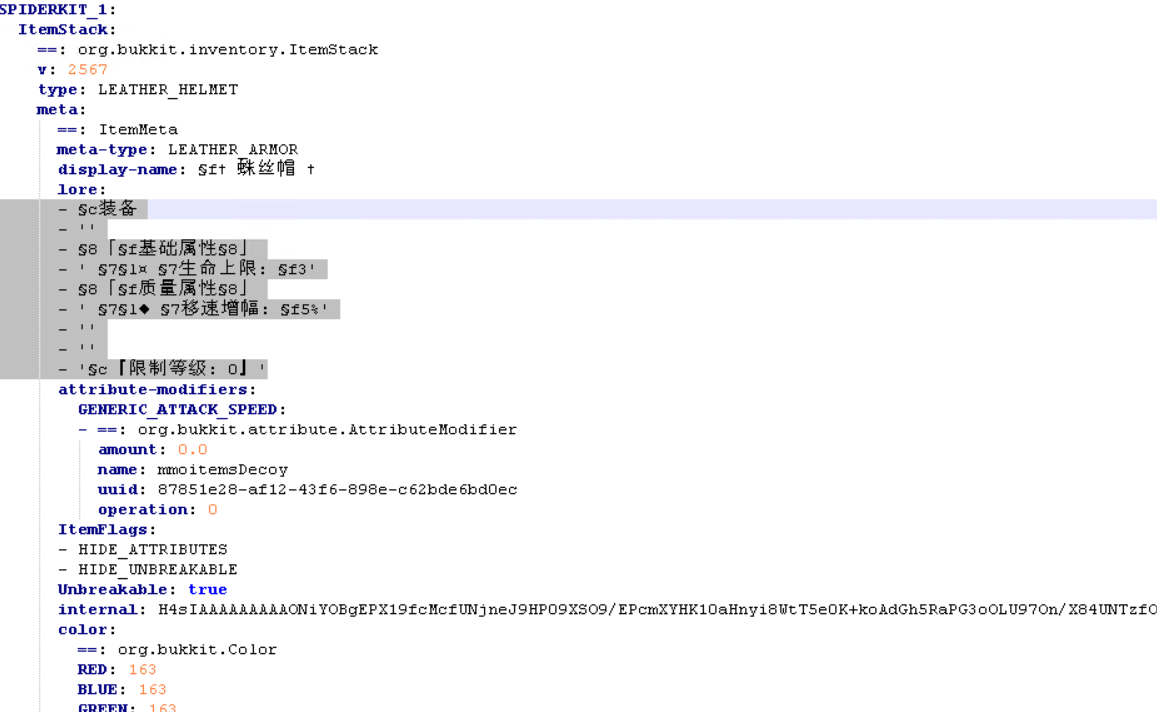 SPIDERKIT_1:
  ItemStack:
    ==: org.bukkit.inventory.ItemStack
    v: 2567
    type: LEATHER_HELMET
    meta:
      ==: ItemMeta
      meta-type: LEATHER_ARMOR
      display-name: §f† 蛛丝帽 †
      lore:
      - §c装备
      - ''
      - §8「§f基础属性§8」
      - ' §7§l¤ §7生命上限: §f3'
      - §8「§f质量属性§8」
      - ' §7§l◆ §7移速增幅: §f5%'
      - ''
      - ''
      - '§c『限制等级: 0』'
      attribute-modifiers:
        GENERIC_ATTACK_SPEED:
        - ==: org.bukkit.attribute.AttributeModifier
          amount: 0.0
          name: mmoitemsDecoy
          uuid: 87851e28-af12-43f6-898e-c62bde6bd0ec
          operation: 0
      ItemFlags:
      - HIDE_ATTRIBUTES
      - HIDE_UNBREAKABLE
      Unbreakable: true
      internal: H4sIAAAAAAAAAONiYOBgEPX19fcMcfUNjneJ9HPO9XSO9/EPcmXYHK10aHnyi8WtT5eOK+koAdGh5RaPG3oOLU97On/X84UNTzfO
      color:
        ==: org.bukkit.Color
        RED: 163
        BLUE: 163
        GREEN: 163